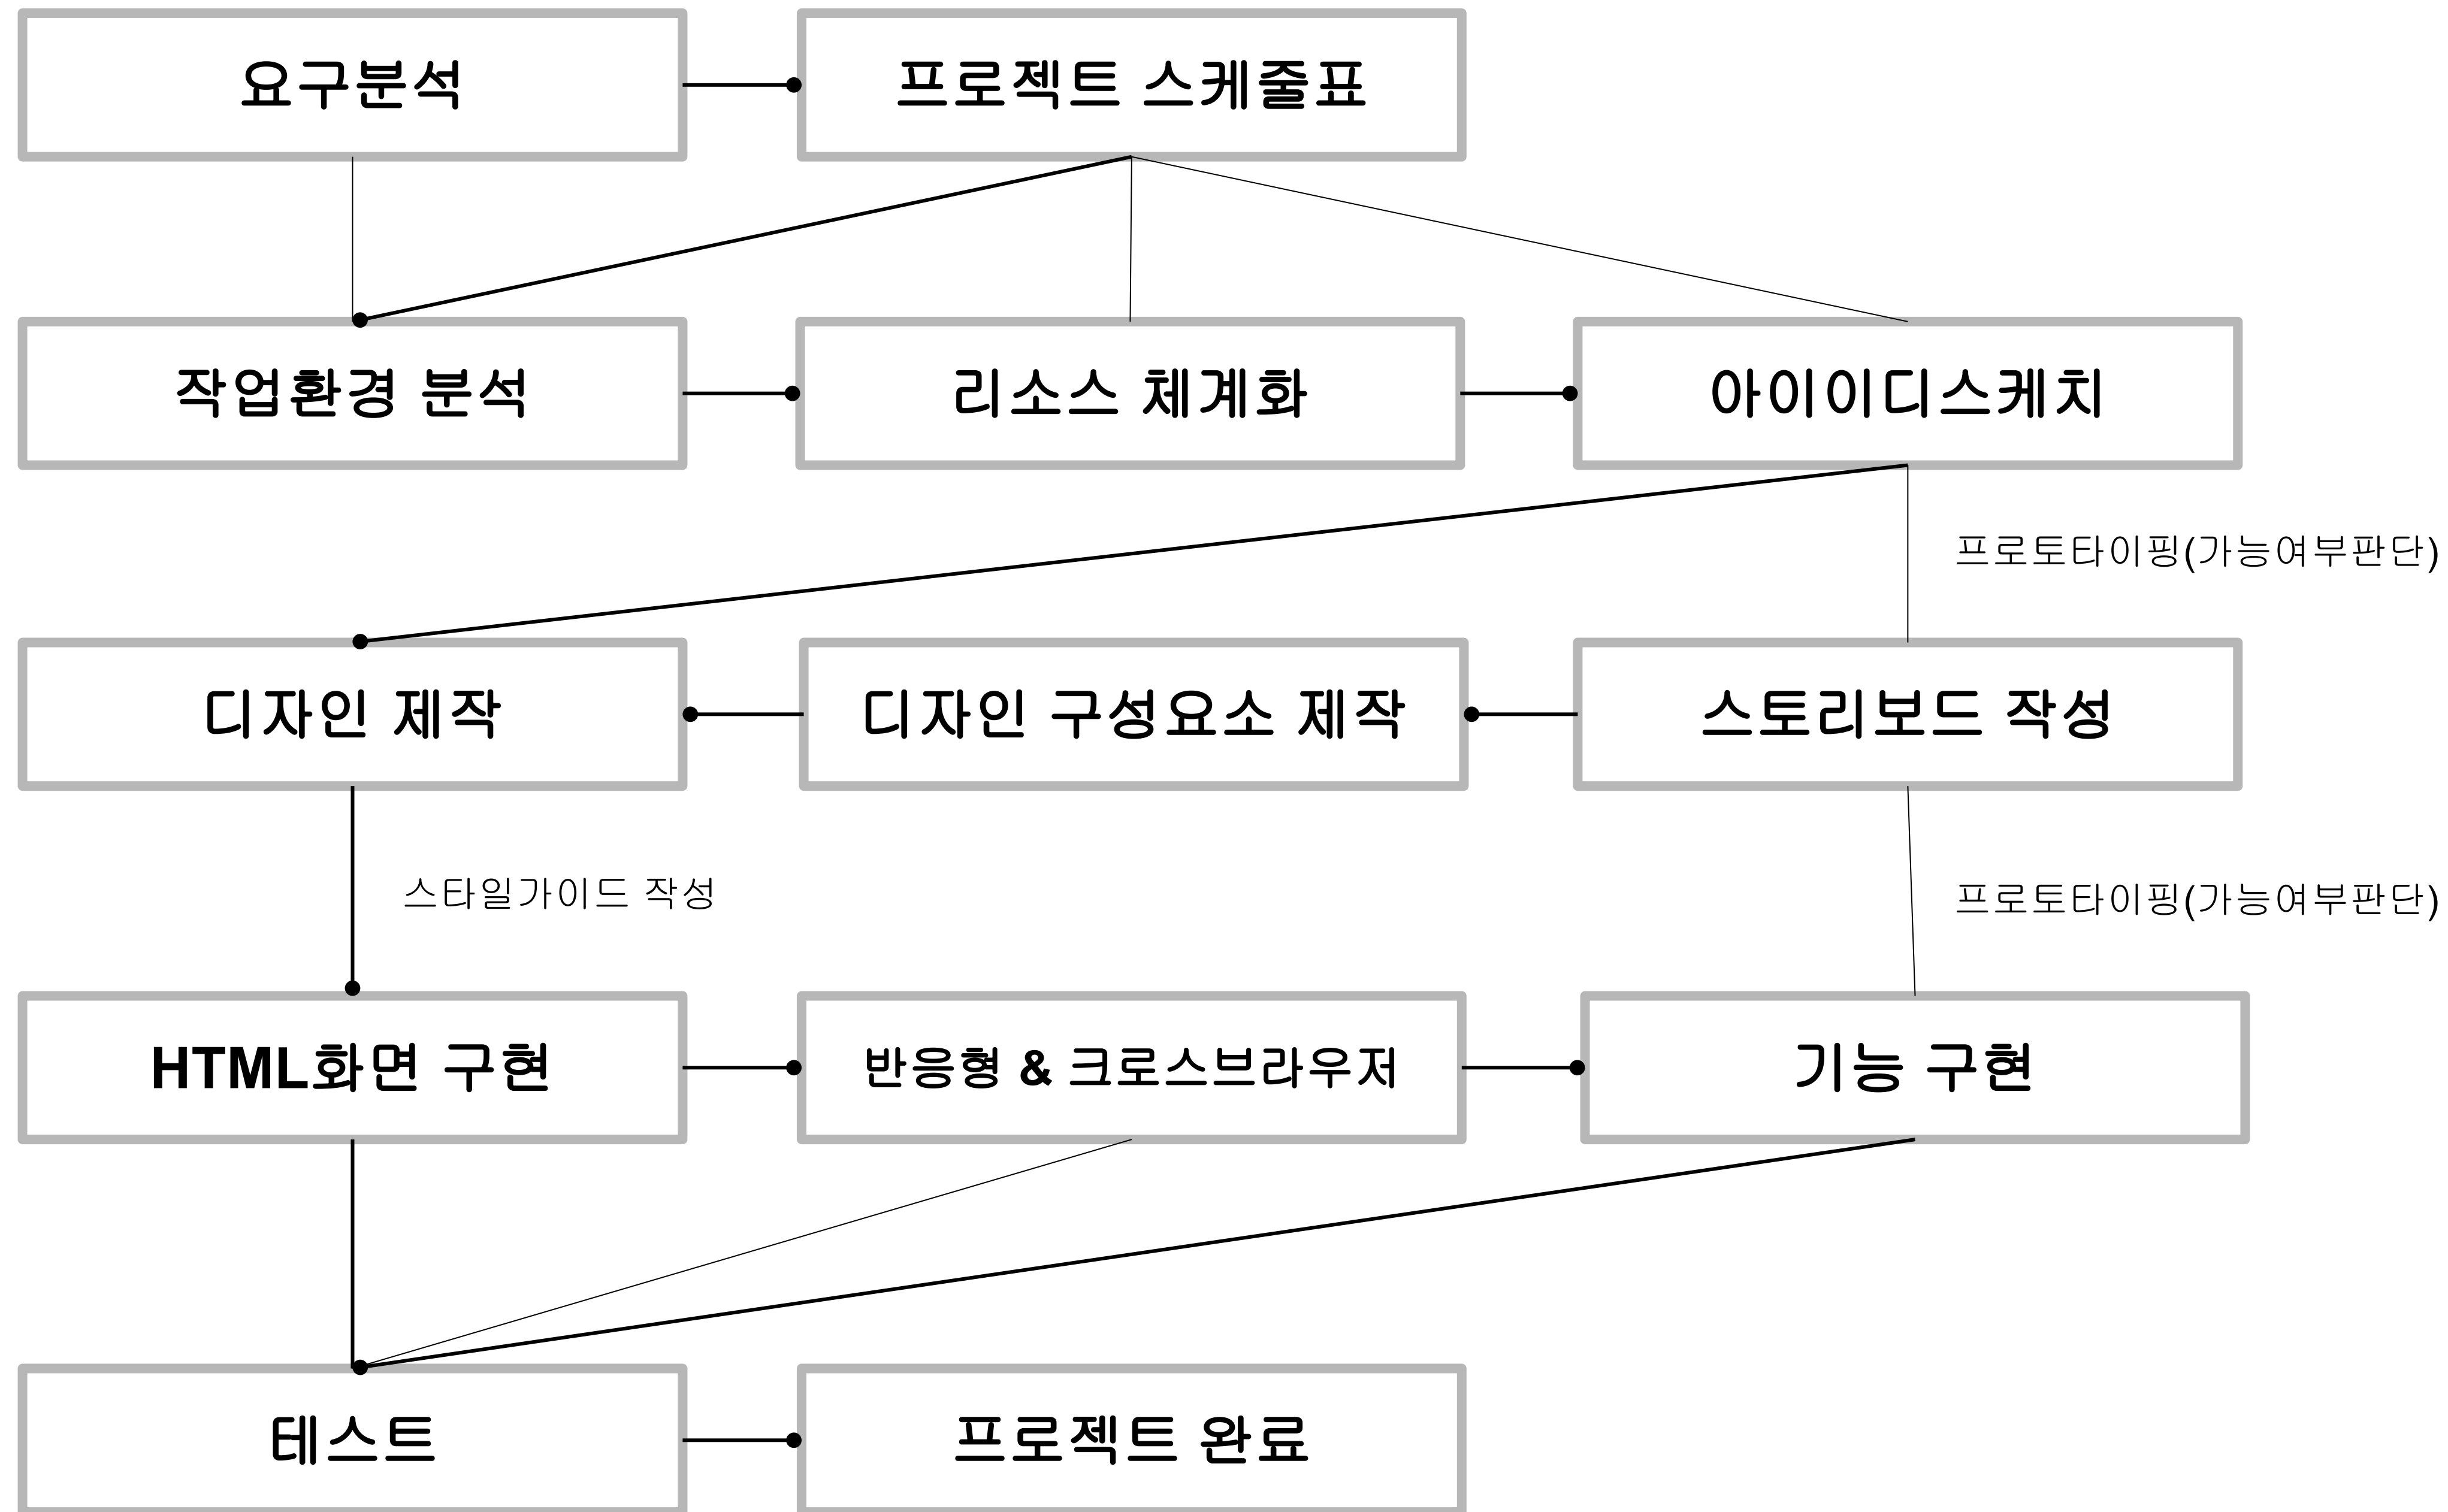 요구분석
프로젝트 스케줄표
작업환경 분석
리소스 체계화
아이이디스케치
프로토타이핑(가능여부판단)
디자인 제작
디자인 구성요소 제작
스토리보드 작성
스타일가이드 작성
프로토타이핑(가능여부판단)
HTML화면 구현
반응형 & 크로스브라우저
기능 구현
테스트
프로젝트 완료